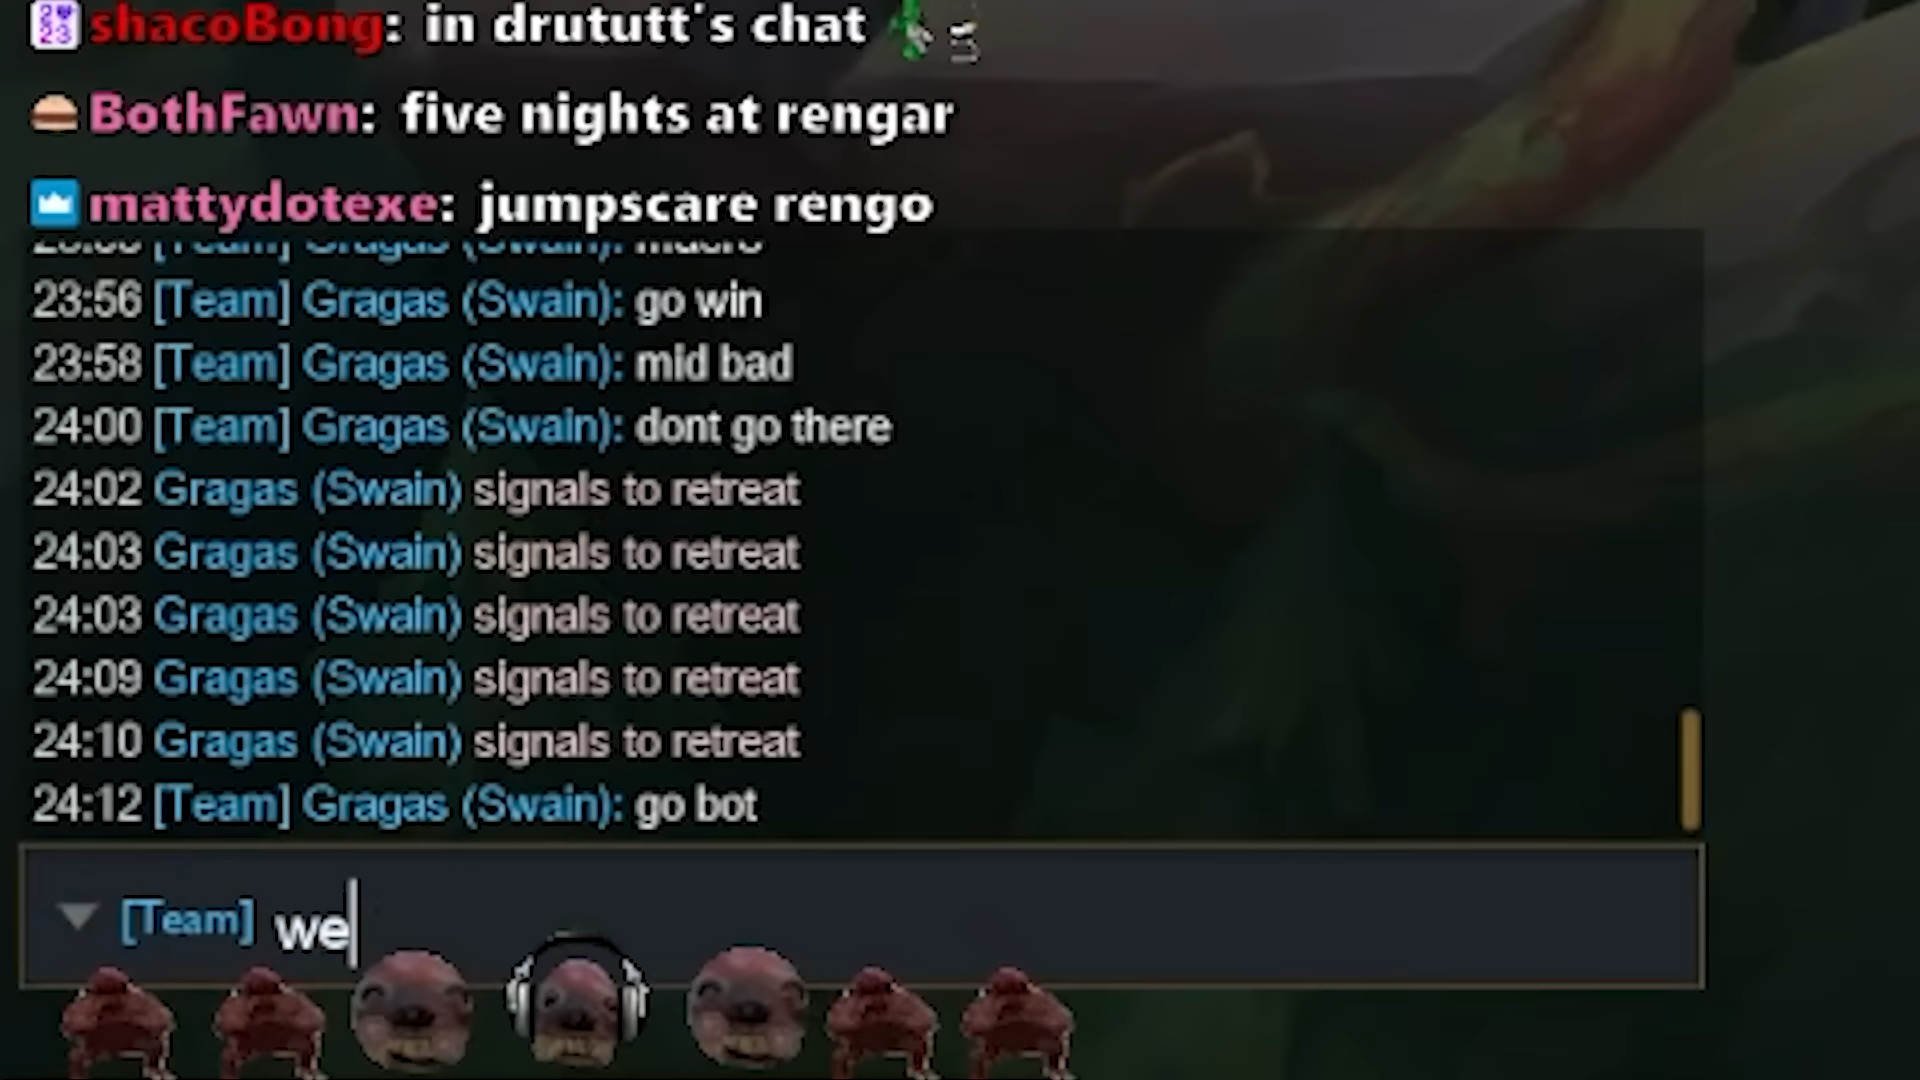 shacoBong: in drututt's chat
BothFawn: five nights at rengar
mattydotexe: jumpscare rengo
[Team] Gragas (Swain): macro
23:56 [Team] Gragas (Swain): go win
23:58 [Team] Gragas (Swain): mid bad
24:00 [Team] Gragas (Swain): dont go there
24:02 Gragas (Swain) signals to retreat
24:03 Gragas (Swain) signals to retreat
24:03 Gragas (Swain) signals to retreat
24:09 Gragas (Swain) signals to retreat
24:10 Gragas (Swain) signals to retreat
24:12 [Team] Gragas (Swain): go bot
[Team] we